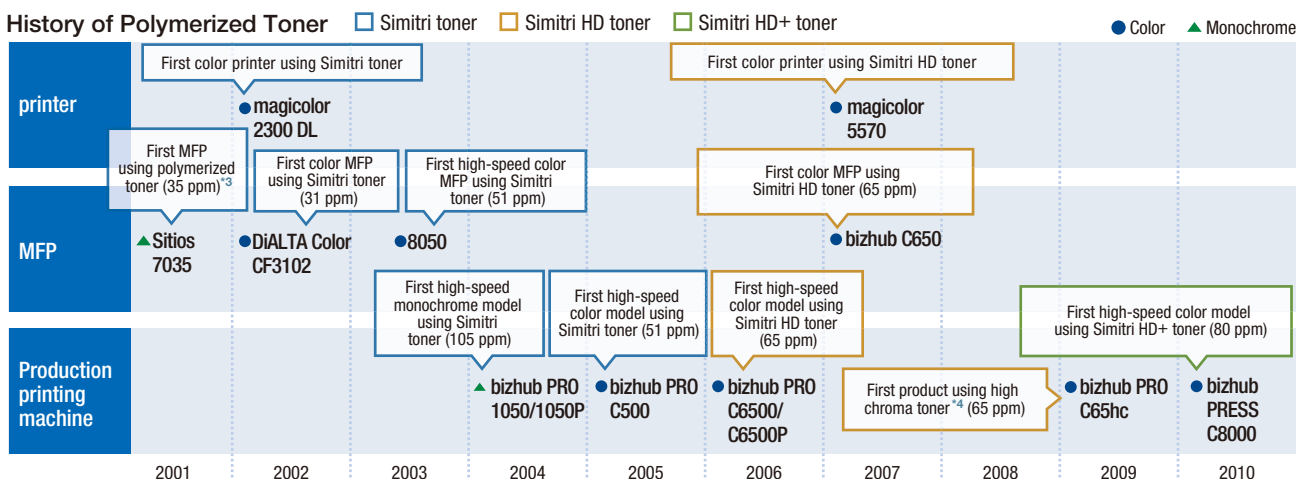 History of Polymerized Toner
Simitri toner
Simitri HD toner
Simitri HD+ toner
Color
Monochrome
printer
First color printer using Simitri toner
magicolor
2300 DL
First color printer using Simitri HD toner
magicolor
5570
MFP
First MFP
using polymerized
toner (35 ppm)*3
Sitios
7035
First color MFP
using Simitri toner
(31 ppm)
DiALTA Color
CF3102
First high-speed color
MFP using Simitri
toner (51 ppm)
8050
First color MFP using
Simitri HD toner (65 ppm)
bizhub C650
Production
printing
machine
First high-speed
monochrome model
using Simitri
toner (105 ppm)
bizhub PRO
1050/1050P
First high-speed
color model using
Simitri toner (51 ppm)
bizhub PRO
C500
First high-speed
color model using
Simitri HD toner
(65 ppm)
bizhub PRO
C6500/
C6500P
First product using high
chroma toner*4 (65 ppm)
bizhub PRO
C65hc
First high-speed color model
using Simitri HD+ toner (80 ppm)
bizhub
PRESS
C8000
2001
2002
2003
2004
2005
2006
2007
2008
2009
2010